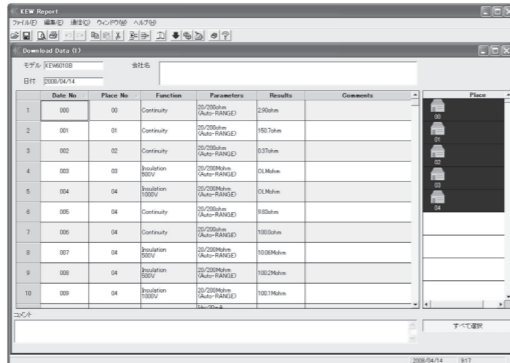 KEW Report
ファイル(F) 編集(E) 通信(C) ウィンドウ(W) ヘルプ(H)
Download Data (1)
モデル KEW6010B 会社名
日付 2008/04/14
Date No Place No Function Parameters Results Comments
1 000 00 Continuity 20/200ohm (Auto-RANGE) 2.90ohm
2 001 01 Continuity 20/200ohm (Auto-RANGE) 150.7ohm
3 002 02 Continuity 20/200ohm (Auto-RANGE) 0.37ohm
4 003 03 Insulation 500V 20/200Mohm (Auto-RANGE) OLMohm
5 004 04 Insulation 1000V 20/200Mohm (Auto-RANGE) OLMohm
6 005 04 Continuity 20/200ohm (Auto-RANGE) 9.83ohm
7 006 04 Continuity 20/200ohm (Auto-RANGE) 100.0ohm
8 007 04 Insulation 500V 20/200Mohm (Auto-RANGE) 10.06Mohm
9 008 04 Insulation 500V 20/200Mohm (Auto-RANGE) 100.2Mohm
10 009 04 Insulation 1000V 20/200Mohm (Auto-RANGE) 100.1Mohm
Place
00
01
02
03
04
コメント
すべて選択
2008/04/14